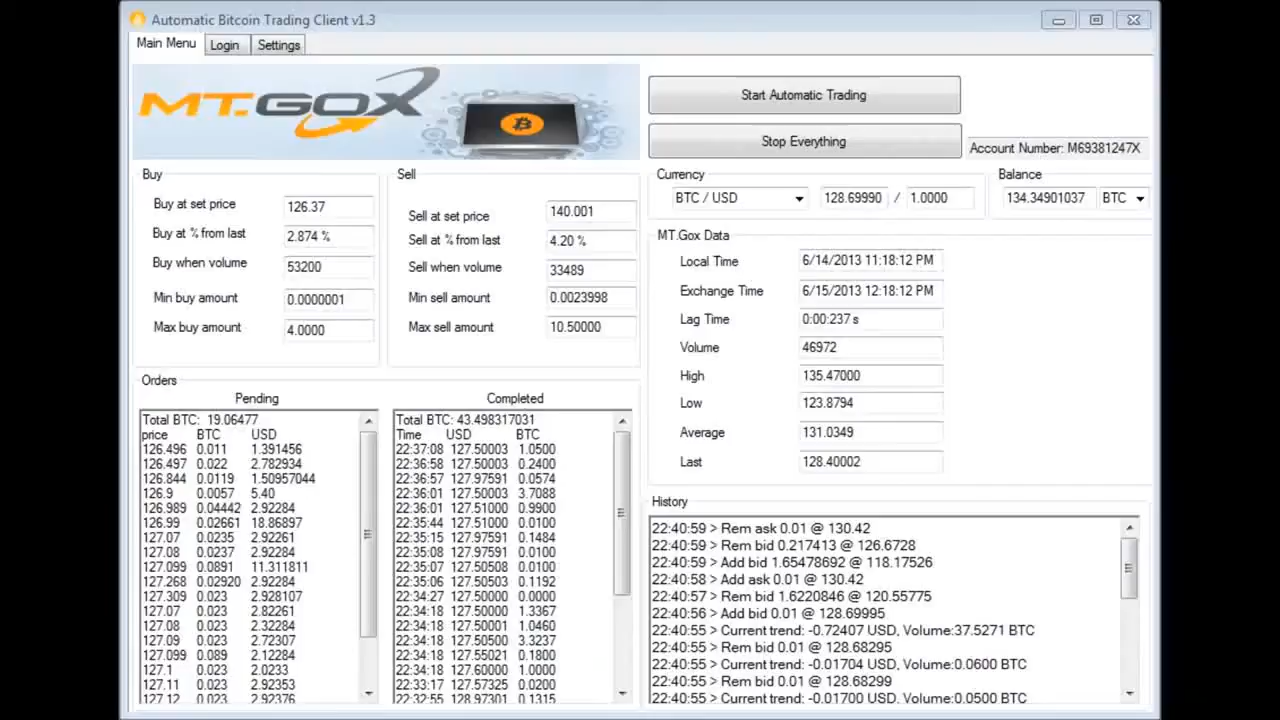 Automatic Bitcoin Trading Client v1.3
Main Menu Login Settings
MT.GOX
Start Automatic Trading
Stop Everything
Account Number: M69381247X
Buy
Buy at set price 126.37
Buy at % from last 2.874 %
Buy when volume 53200
Min buy amount 0.0000001
Max buy amount 4.0000
Sell
Sell at set price 140.001
Sell at % from last 4.20 %
Sell when volume 33489
Min sell amount 0.0023998
Max sell amount 10.50000
Currency
BTC / USD 128.69990 / 1.0000
Balance
134.34901037 BTC
MT.Gox Data
Local Time 6/14/2013 11:18:12 PM
Exchange Time 6/15/2013 12:18:12 PM
Lag Time 0:00:237 s
Volume 46972
High 135.47000
Low 123.8794
Average 131.0349
Last 128.40002
Orders
Pending
Total BTC: 19.06477
price BTC USD
126.496 0.011 1.391456
126.497 0.022 2.782934
126.844 0.0119 1.50957044
126.9 0.0057 5.40
126.989 0.04442 2.92284
126.99 0.02661 18.86897
127.07 0.0235 2.92261
127.08 0.0237 2.92284
127.099 0.0891 11.311811
127.268 0.02920 2.92284
127.309 0.023 2.928107
127.07 0.023 2.82261
127.08 0.023 2.32284
127.09 0.023 2.72307
127.099 0.089 2.12284
127.1 0.023 2.0233
127.11 0.023 2.92353
127.12 0.023 2.92376
Completed
Total BTC: 43.498317031
Time USD BTC
22:37:08 127.50003 1.0500
22:36:58 127.50003 0.2400
22:36:57 127.97591 0.0574
22:36:01 127.50003 3.7088
22:36:01 127.51000 0.9900
22:35:44 127.51000 0.0100
22:35:15 127.97591 0.1484
22:35:08 127.97591 0.0100
22:35:07 127.50508 0.0100
22:35:06 127.50503 0.1192
22:34:27 127.50000 0.0000
22:34:18 127.50000 1.3367
22:34:18 127.50001 1.0460
22:34:18 127.50500 3.3237
22:34:18 127.55021 0.1800
22:34:18 127.60000 1.0000
22:33:17 127.57325 0.0200
22:32:55 128.97301 0.1315
History
22:40:59 > Rem ask 0.01 @ 130.42
22:40:59 > Rem bid 0.217413 @ 126.6728
22:40:59 > Add bid 1.65478692 @ 118.17526
22:40:58 > Add ask 0.01 @ 130.42
22:40:57 > Rem bid 1.6220846 @ 120.55775
22:40:56 > Add bid 0.01 @ 128.69995
22:40:55 > Current trend: -0.72407 USD, Volume:37.5271 BTC
22:40:55 > Rem bid 0.01 @ 128.68295
22:40:55 > Current trend: -0.01704 USD, Volume:0.0600 BTC
22:40:55 > Rem bid 0.01 @ 128.68299
22:40:55 > Current trend: -0.01700 USD, Volume:0.0500 BTC